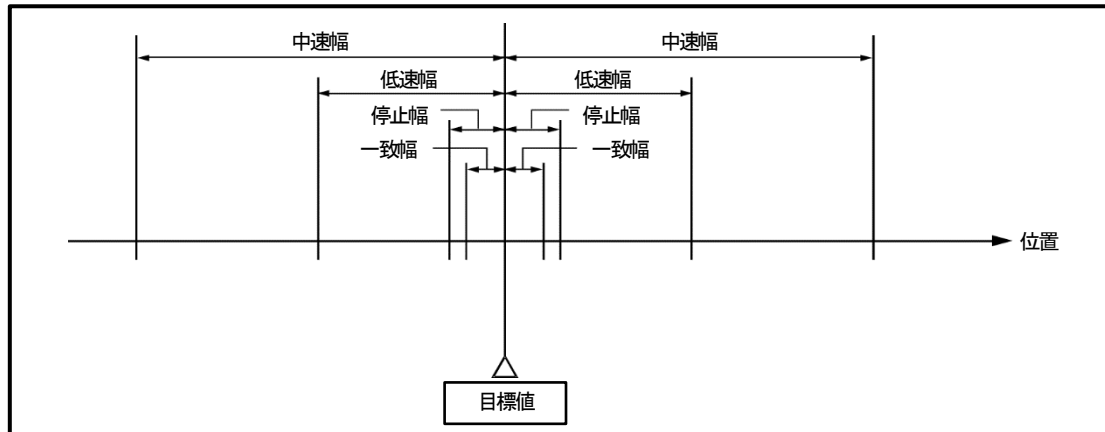 中速幅 中速幅
低速幅 低速幅
停止幅 停止幅
一致幅 一致幅
位置
目標値